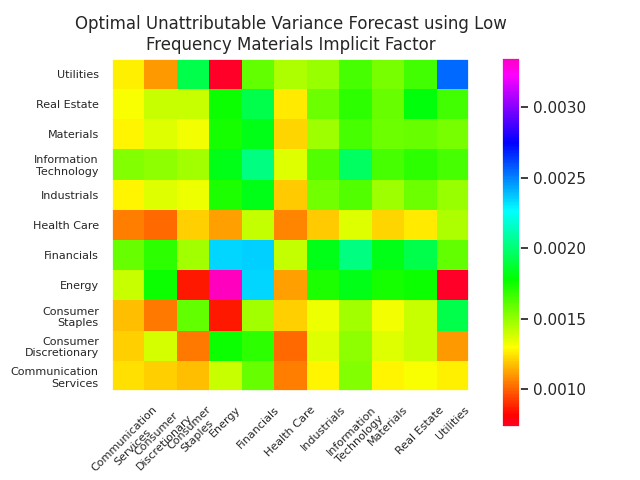 Optimal Unattributable Variance Forecast using Low
Frequency Materials Implicit Factor
Utilities
Real Estate
Materials
Information
Technology
Industrials
Health Care
Financials
Energy
Consumer
Staples
Consumer
Discretionary
Communication
Services
Communication
Services
Consumer
Discretionary
Consumer
Staples
Energy
Financials
Health Care
Industrials
Information
Technology
Materials
Real Estate
Utilities
0.0030
0.0025
0.0020
0.0015
0.0010